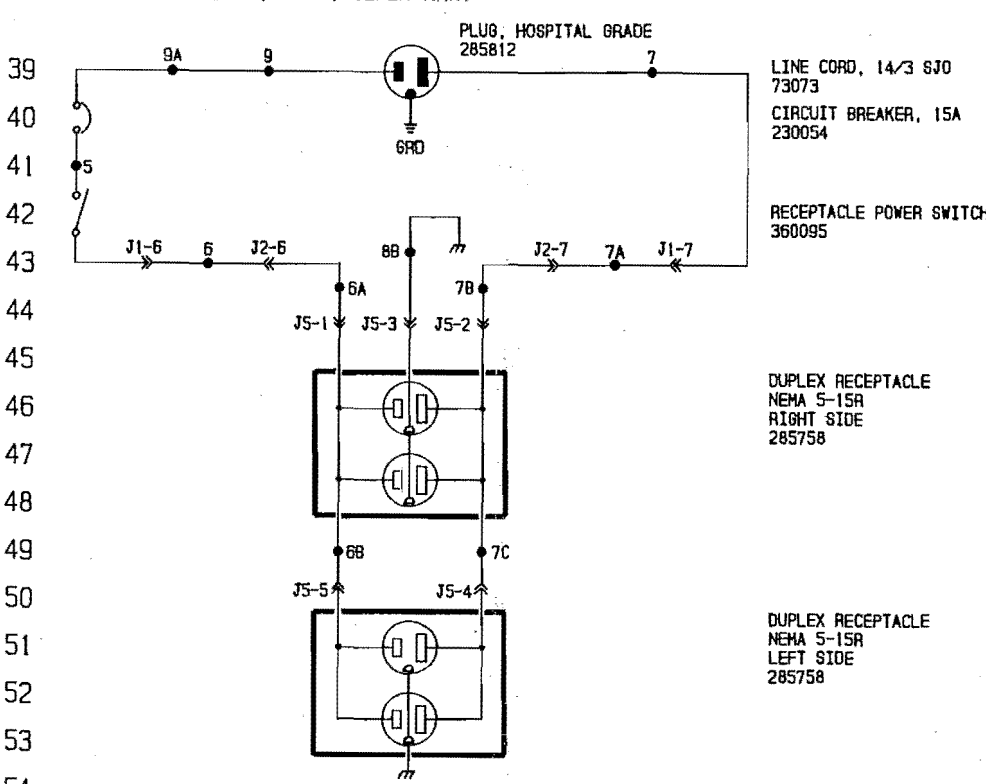 PLUG, HOSPITAL GRADE
285812
39
9A
9
7
LINE CORD, 14/3 SJO
73073
40
CIRCUIT BREAKER, 15A
230054
GRD
41
5
42
RECEPTACLE POWER SWITCH
360095
43
J1-6
6
J2-6
8B
J2-7
7A
J1-7
6A
7B
44
J5-1
J5-3
J5-2
45
DUPLEX RECEPTACLE
NEMA 5-15R
RIGHT SIDE
285758
46
47
48
49
6B
7C
50
J5-5
J5-4
DUPLEX RECEPTACLE
NEMA 5-15R
LEFT SIDE
285758
51
52
53